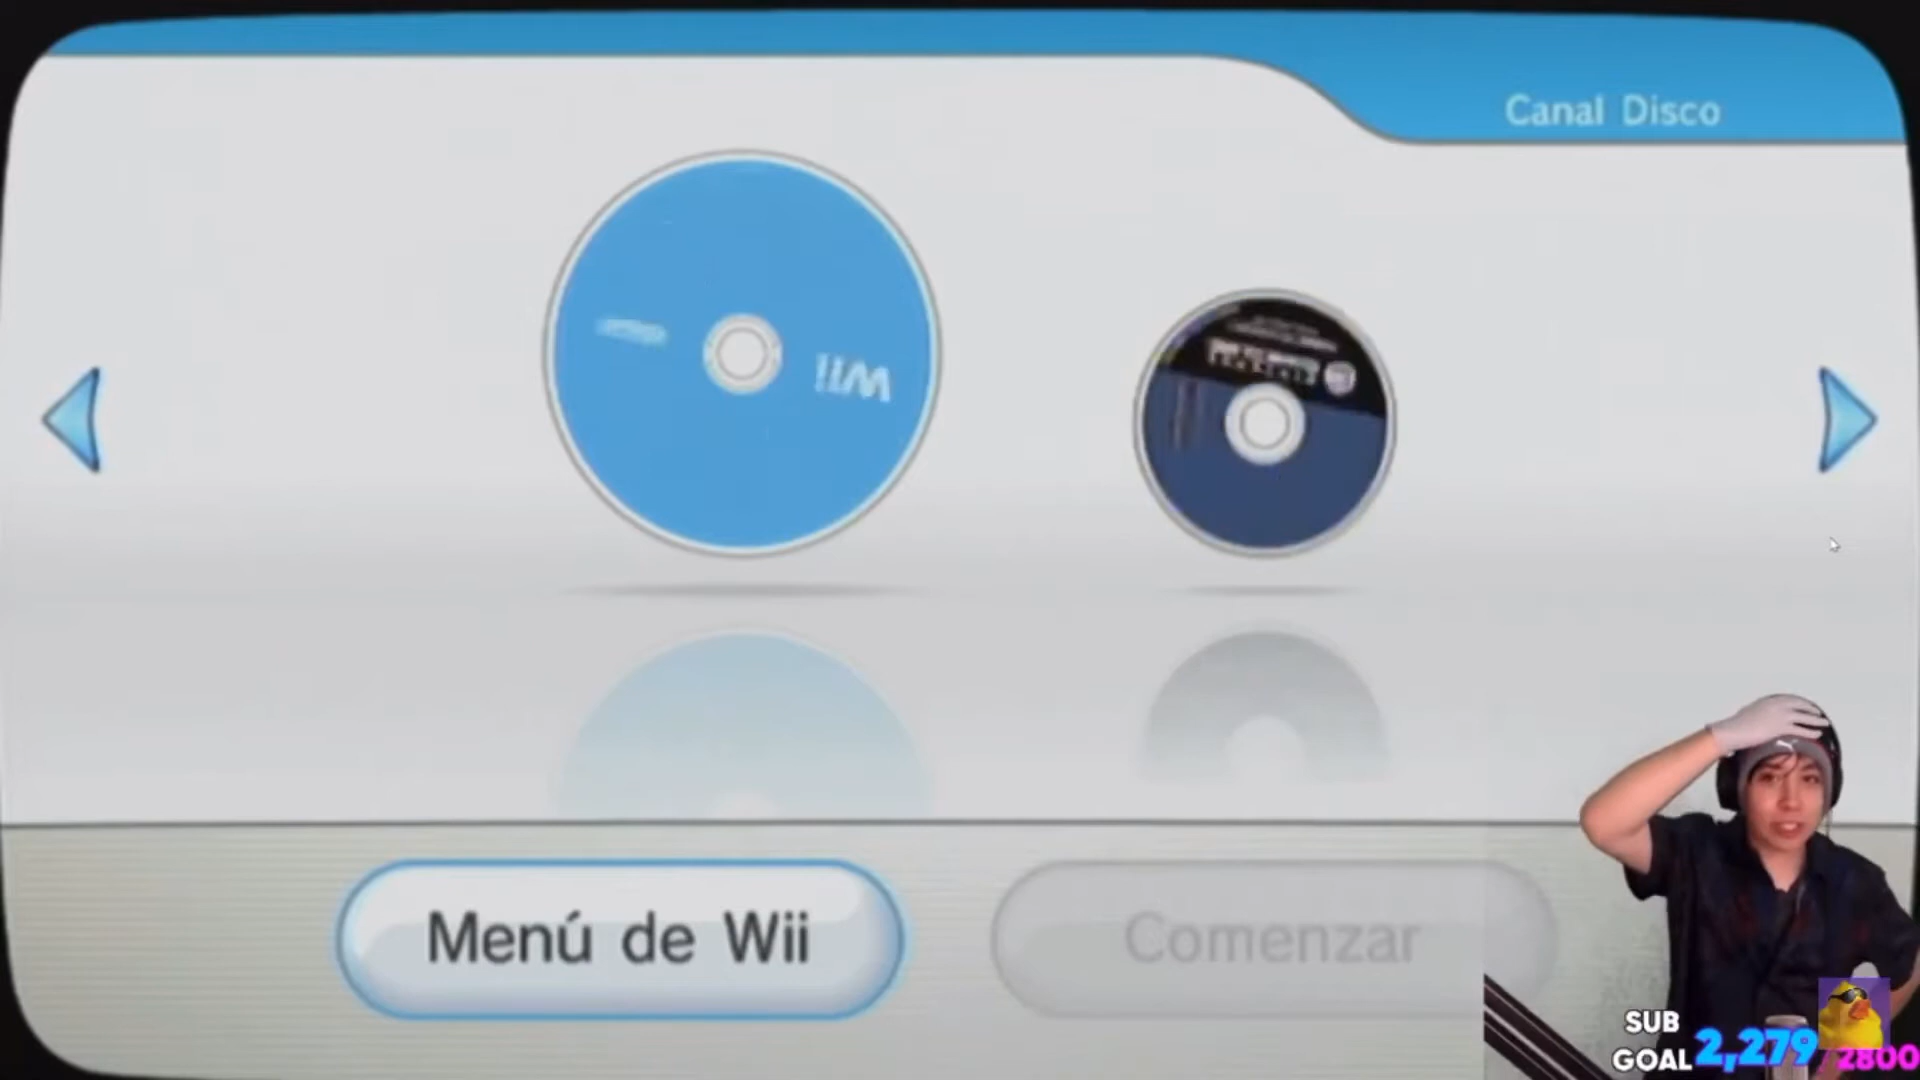 Canal Disco
Wii
Menú de Wii
Comenzar
SUB
GOAL 2,279/2800